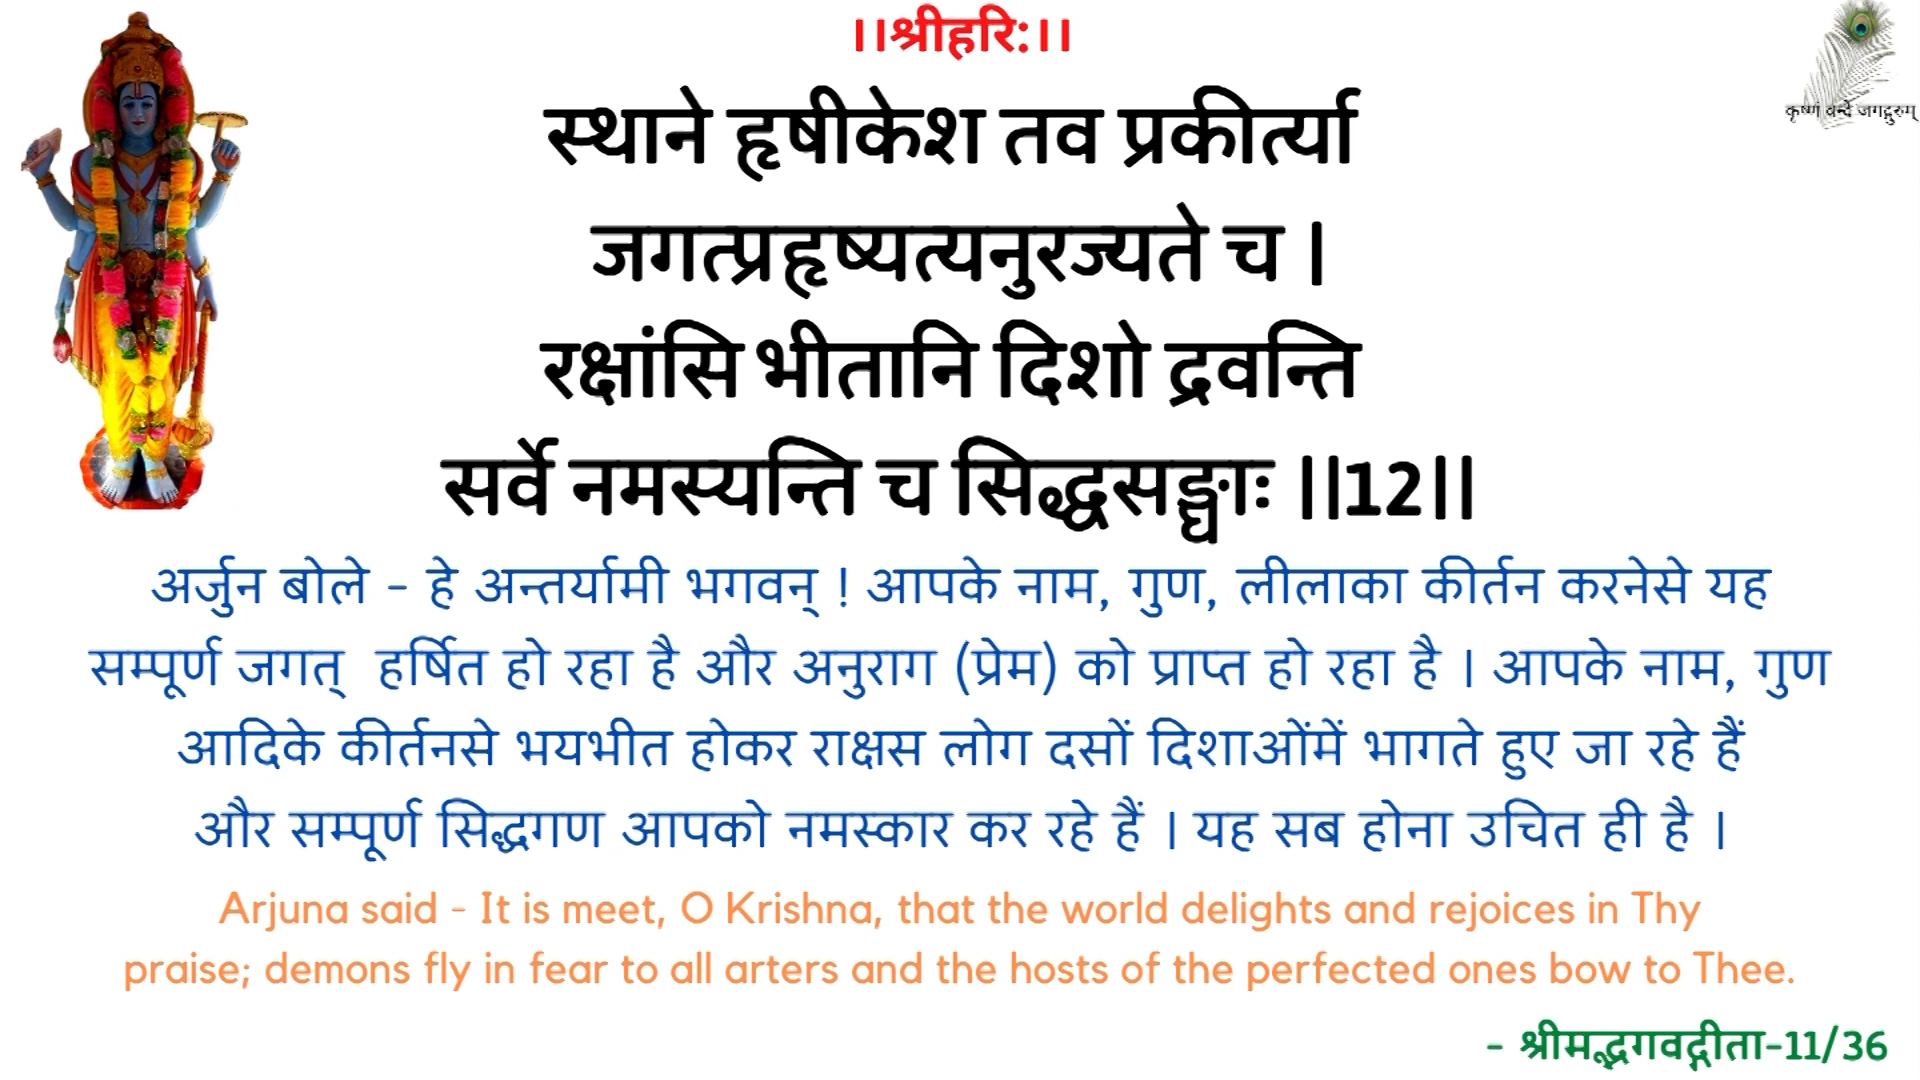 ।।श्रीहरि:।।
कृष्णं वन्दे जगद्गुरुम्
स्थाने हृषीकेश तव प्रकीर्त्या
जगत्प्रहृष्यत्यनुरज्यते च |
रक्षांसि भीतानि दिशो द्रवन्ति
सर्वे नमस्यन्ति च सिद्धसङ्घाः ||12||
अर्जुन बोले - हे अन्तर्यामी भगवन् ! आपके नाम, गुण, लीलाका कीर्तन करनेसे यह
सम्पूर्ण जगत् हर्षित हो रहा है और अनुराग (प्रेम) को प्राप्त हो रहा है | आपके नाम, गुण
आदिके कीर्तनसे भयभीत होकर राक्षस लोग दसों दिशाओंमें भागते हुए जा रहे हैं
और सम्पूर्ण सिद्धगण आपको नमस्कार कर रहे हैं | यह सब होना उचित ही है |
Arjuna said - It is meet, O Krishna, that the world delights and rejoices in Thy
praise; demons fly in fear to all arters and the hosts of the perfected ones bow to Thee.
- श्रीमद्भगवद्गीता-11/36